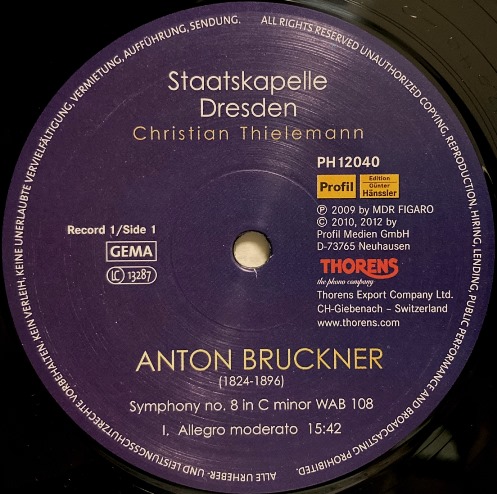 ALLE URHEBER- UND LEISTUNGSSCHUTZRECHTE VORBEHALTEN KEIN VERLEIH, KEINE UNERLAUBTE VERVIELFÄLTIGUNG, VERMIETUNG, AUFFÜHRUNG, SENDUNG.
ALL RIGHTS RESERVED UNAUTHORIZED COPYING, REPRODUCTION, HIRING, LENDING, PUBLIC PERFORMANCE AND BROADCASTING PROHIBITED.
Staatskapelle
Dresden
Christian Thielemann
PH12040
Profil
Edition
Günter
Hänssler
Record 1/Side 1
GEMA
LC 13287
℗ 2009 by MDR FIGARO
© 2010, 2012 by
Profil Medien GmbH
D-73765 Neuhausen
THORENS
the phono company
Thorens Export Company Ltd.
CH-Giebenach – Switzerland
www.thorens.com
ANTON BRUCKNER
(1824-1896)
Symphony no. 8 in C minor WAB 108
I. Allegro moderato 15:42